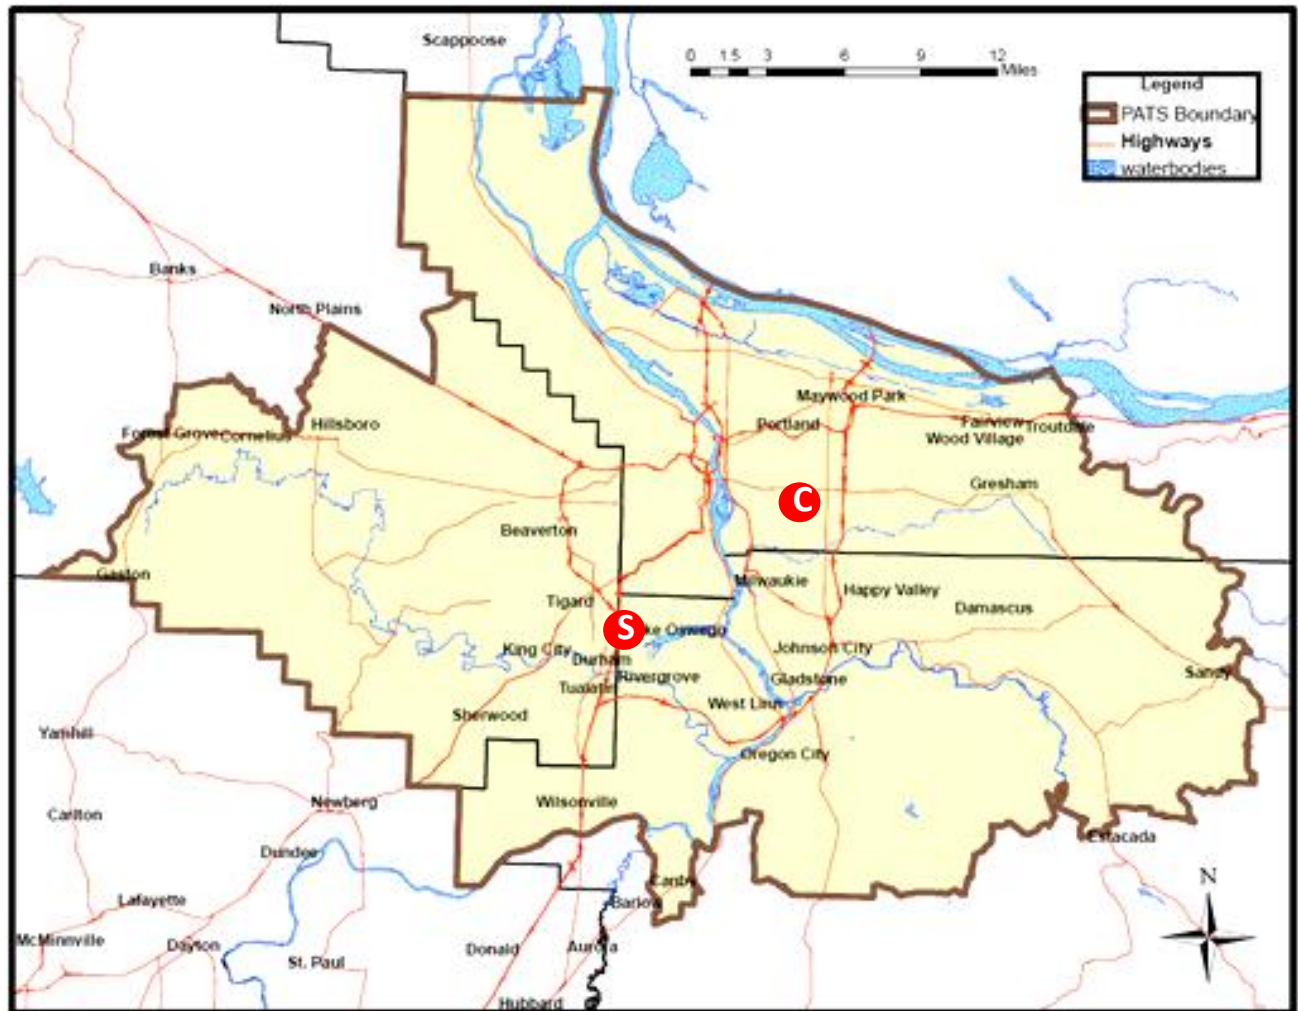 Scappoose
0 1.5 3 6 9 12
Miles
Legend
PATS Boundary
Highways
waterbodies
Banks
North Plains
Maywood Park
Forest Grove Cornelius Hillsboro
Portland
Fairview Troutdale
Wood Village
Gresham
C
Beaverton
Gaston
Milwaukie
Happy Valley
Tigard
Damascus
S ke Oswego
King City
Johnson City
Durham
Rivergrove
Gladstone
Sandy
Tualatin
West Linn
Sherwood
Yamhill
Oregon City
Newberg
Wilsonville
Carlton
Estacada
Dundee
Canby
N
Lafayette
Barlow
McMinnville
Dayton
Donald
Aurora
St. Paul
Hubbard